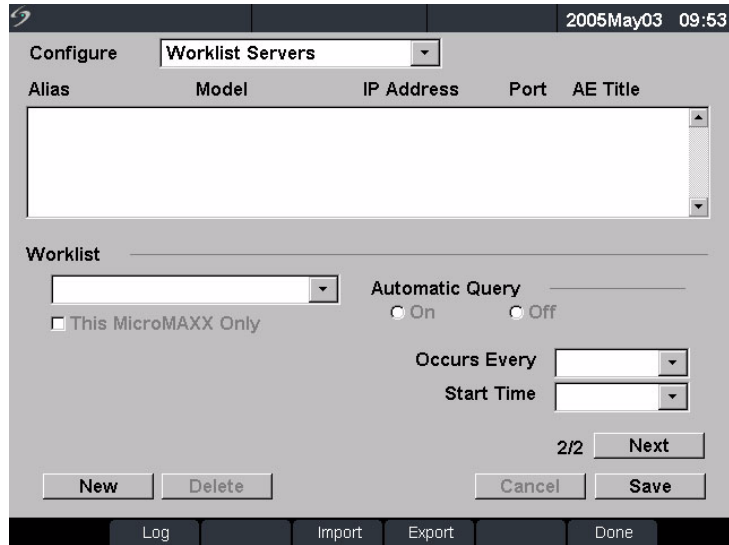 2005May03 09:53
Configure Worklist Servers
Alias Model IP Address Port AE Title
Worklist
Automatic Query
This MicroMAXX Only
On Off
Occurs Every
Start Time
2/2 Next
New Delete Cancel Save
Log Import Export Done